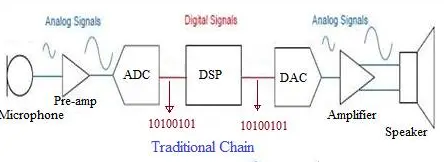 Analog Signals
Digital Signals
Analog Signals
ADC
DSP
DAC
Microphone
Pre-amp
Amplifier
Speaker
10100101
10100101
Traditional Chain